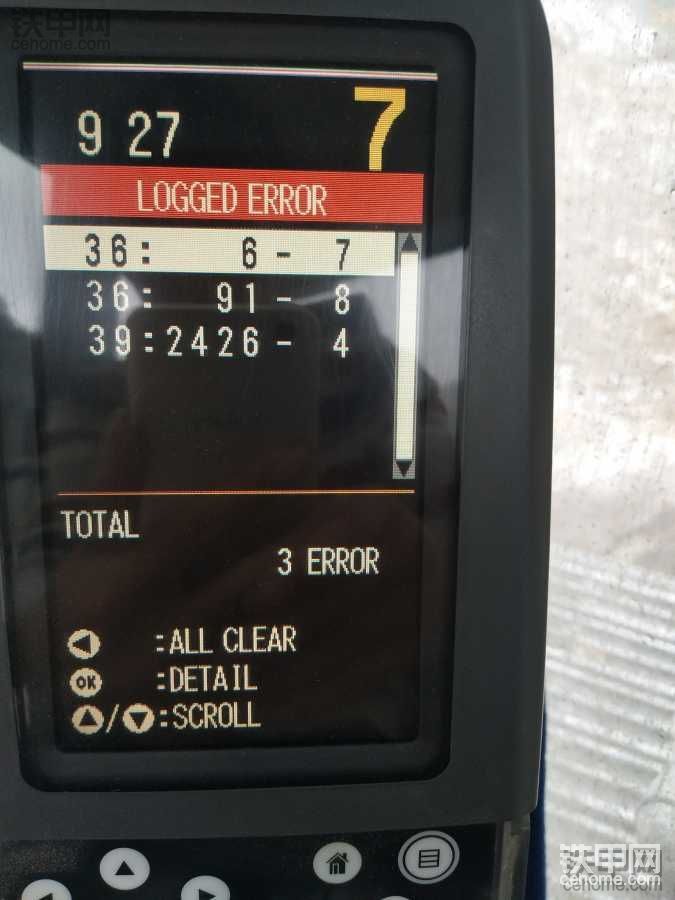 铁甲网
cehome.com
9 27
7
LOGGED ERROR
36: 6- 7
36: 91- 8
39:2426- 4
TOTAL
3 ERROR
:ALL CLEAR
OK :DETAIL
/ :SCROLL
铁甲网
cehome.com